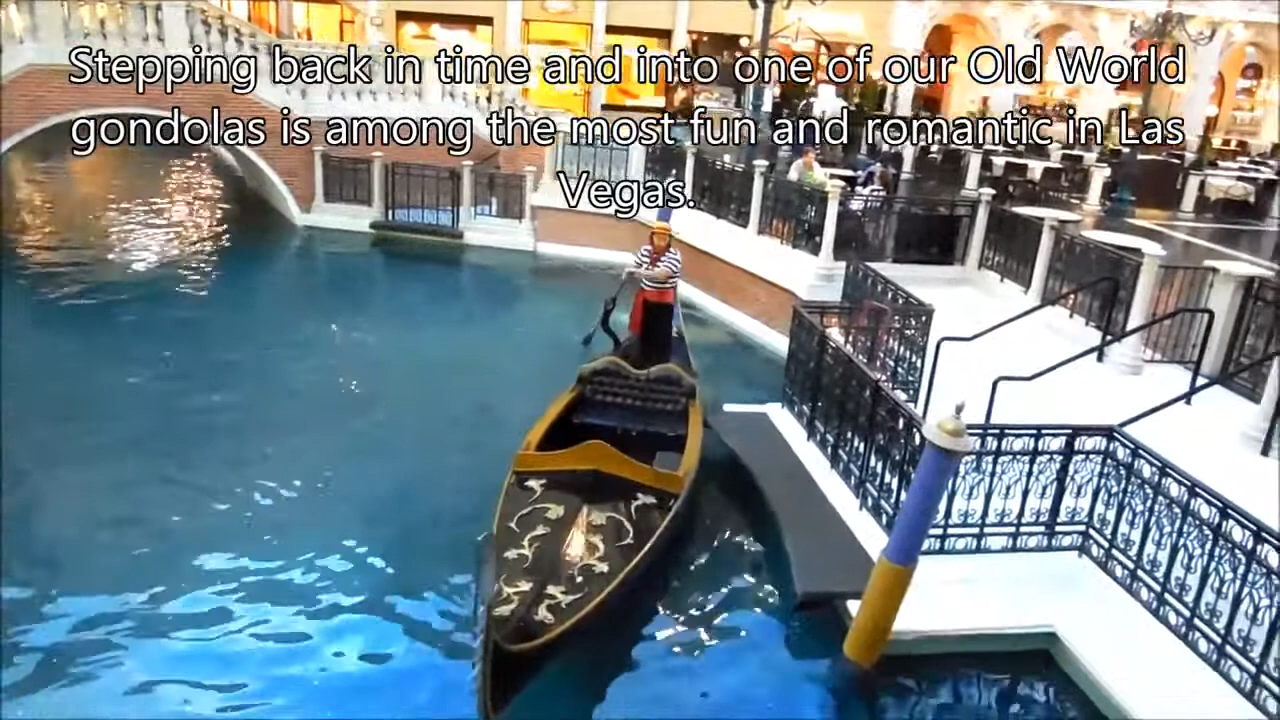 Stepping back in time and into one of our Old World
gondolas is among the most fun and romantic in Las
Vegas.